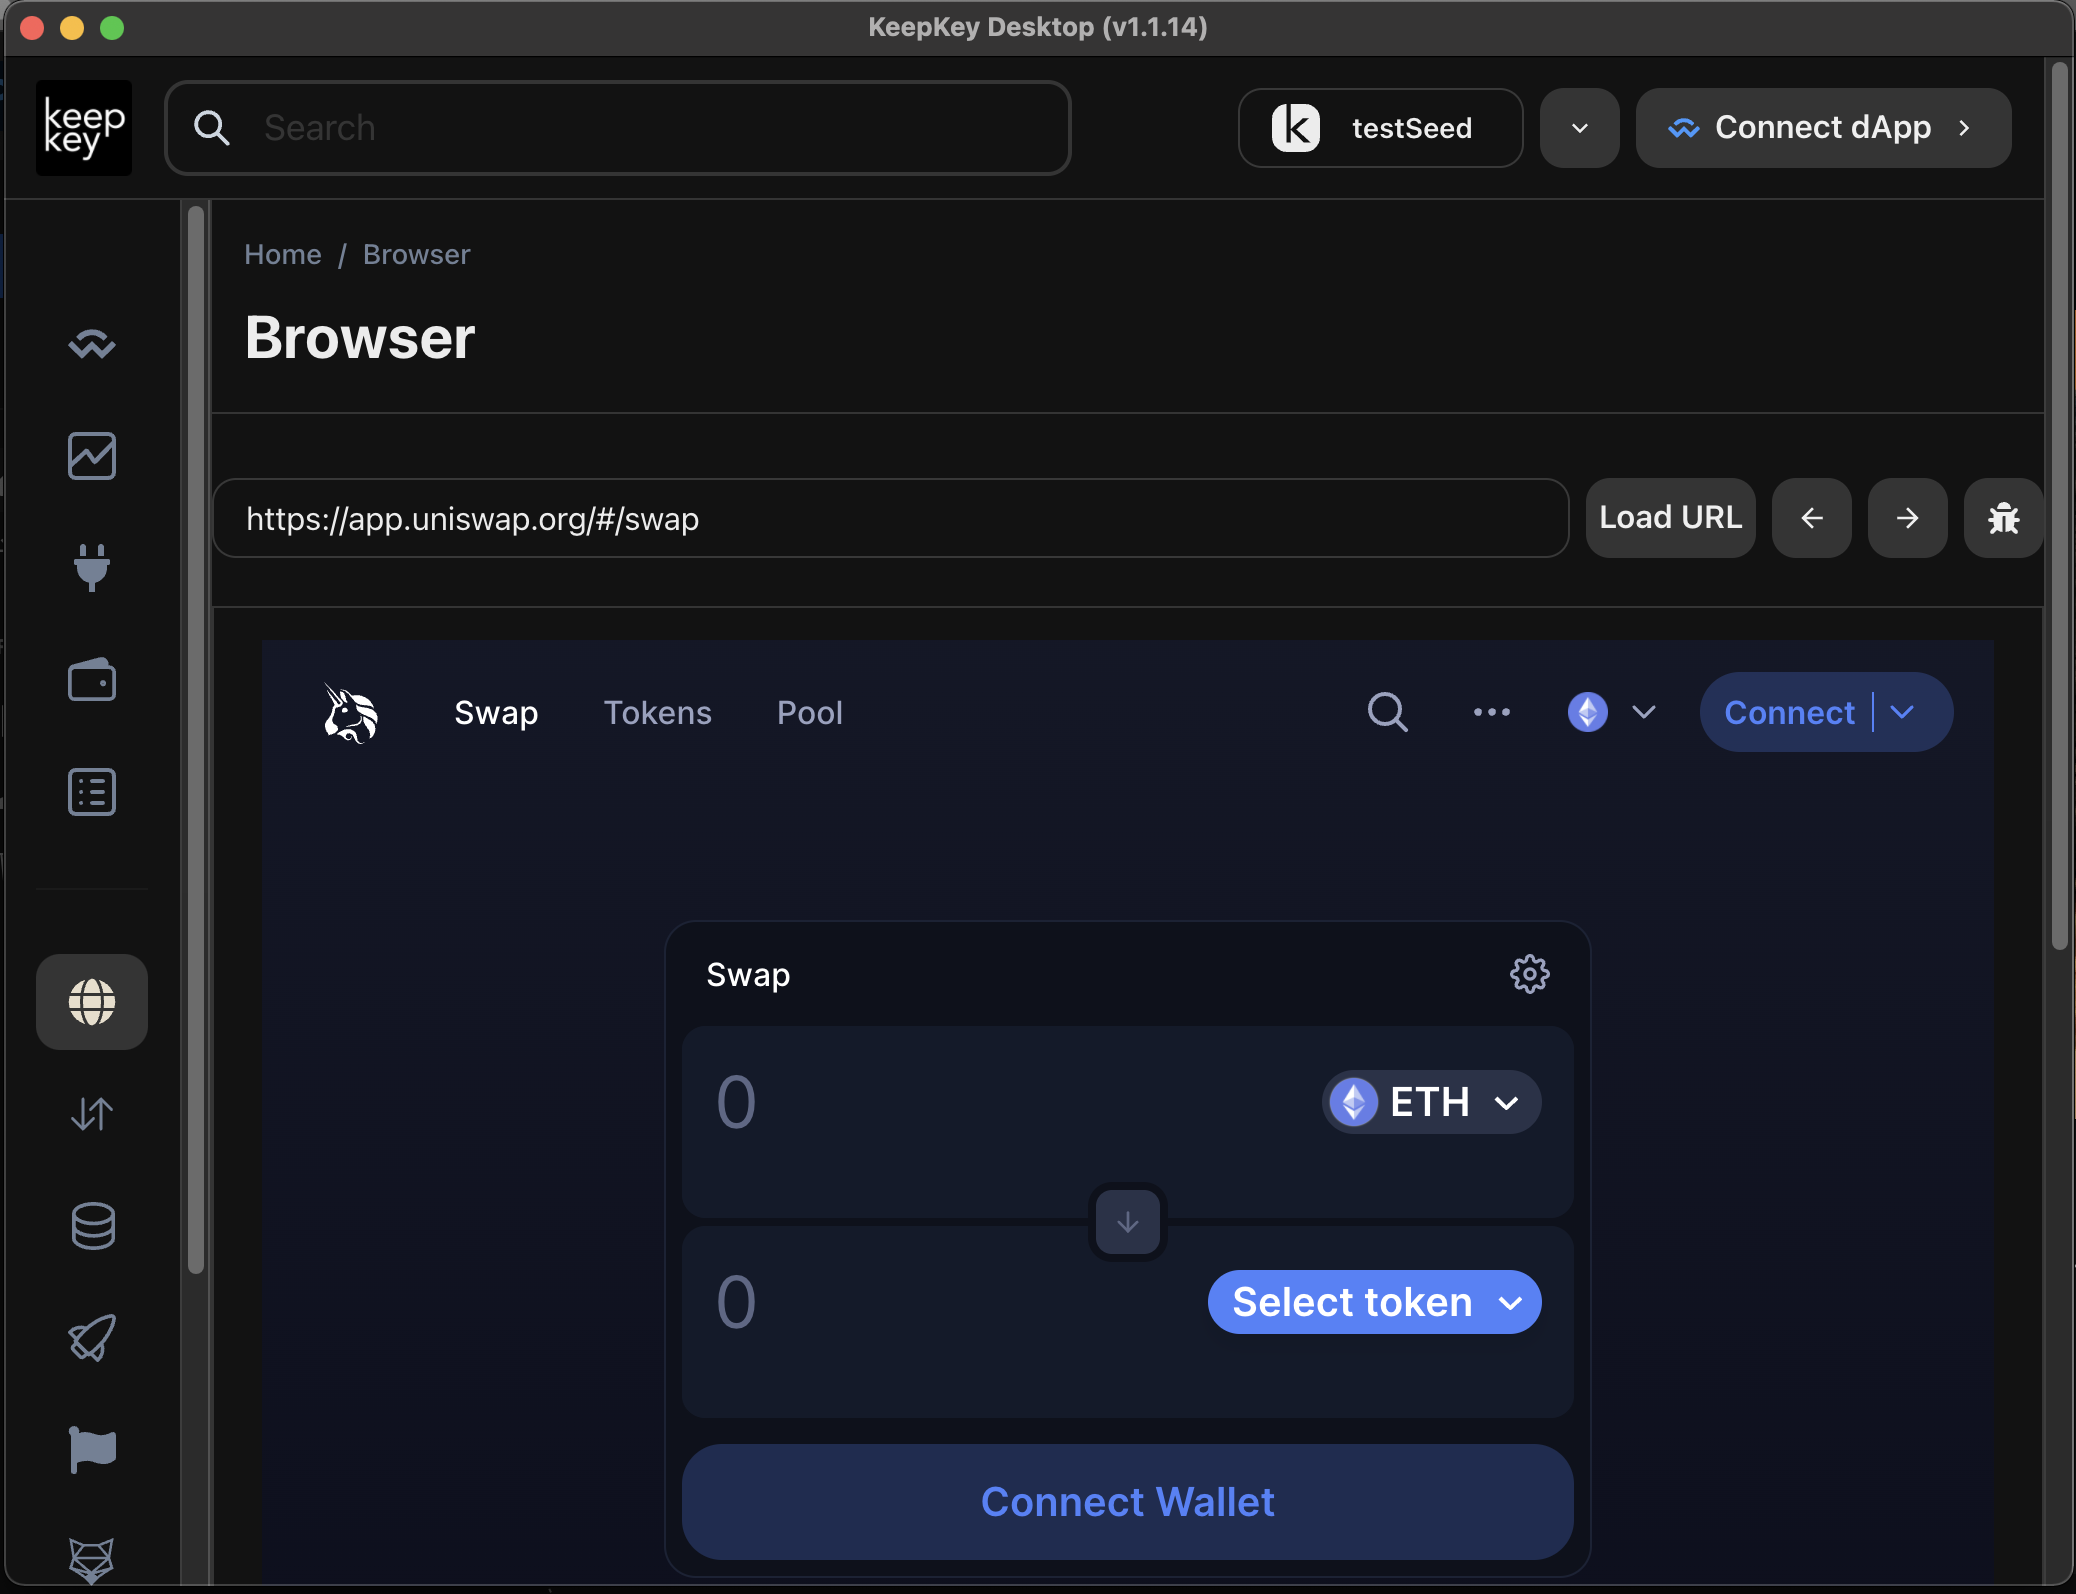 KeepKey Desktop (v1.1.14)
keep
key
Search
k
testSeed
Connect dApp
Home / Browser
Browser
https://app.uniswap.org/#/swap
Load URL
Swap
Tokens
Pool
Connect
Swap
0
ETH
0
Select token
Connect Wallet